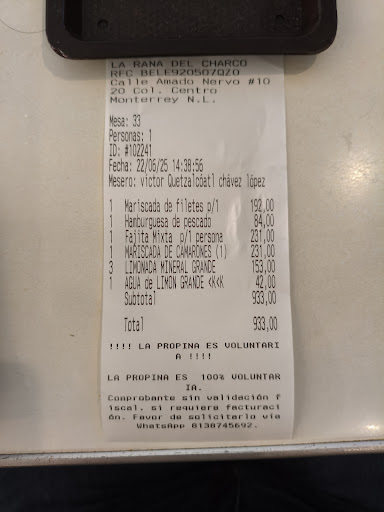 LA RANA DEL CHARCO
RFC BELE920507QZ0
Calle Amado Nervo #10
20 Col. Centro
Monterrey N.L.
Mesa: 33
Personas: 1
ID: #102241
Fecha: 22/06/25 14:38:56
Mesero: victor Quetzalcóatl chávez lópez
1 Mariscada de filetes p/1 192,00
1 Hamburguesa de pescado 84,00
1 Fajita Mixta p/1 persona 231,00
1 MARISCADA DE CAMARONES (1) 231,00
3 LIMONADA MINERAL GRANDE 153,00
1 AGUA de LIMON GRANDE <K<K 42,00
Subtotal 933,00
Total 933,00
!!!! LA PROPINA ES VOLUNTARI
A !!!!
LA PROPINA ES 100% VOLUNTAR
IA.
Comprobante sin validación f
iscal, si requiere facturaci
ón. Favor de solicitarla vía
WhatsApp 8138745692.